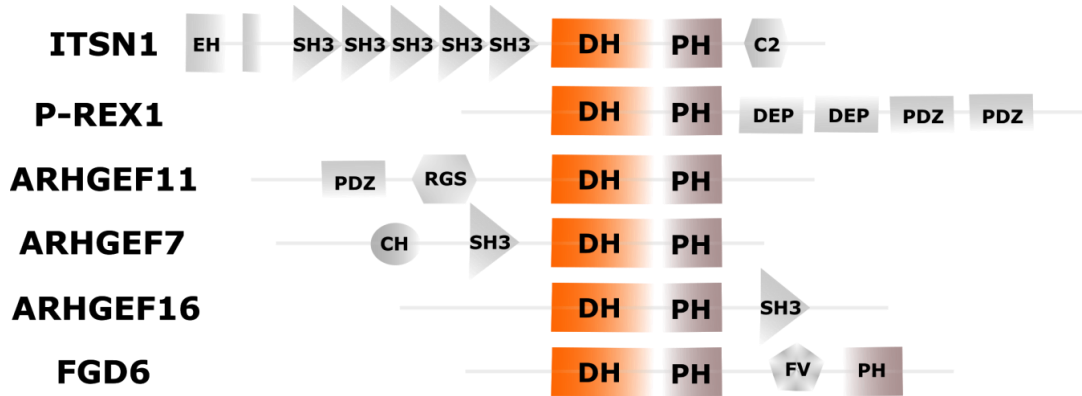 ITSN1 EH SH3 SH3 SH3 SH3 SH3 DH PH C2
P-REX1 DH PH DEP DEP PDZ PDZ
ARHGEF11 PDZ RGS DH PH
ARHGEF7 CH SH3 DH PH
ARHGEF16 DH PH SH3
FGD6 DH PH FV PH